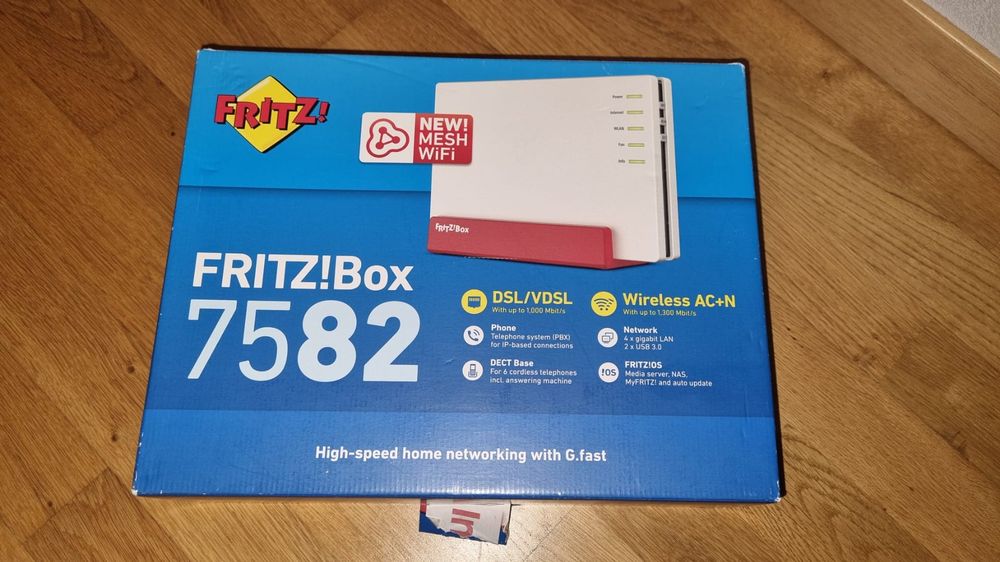 FRITZ!
NEW!
MESH
WiFi
Power
Internet
WLAN
Fon
Info
FRITZ!Box
FRITZ!Box
7582
DSL/VDSL
With up to 1,000 Mbit/s
Wireless AC+N
With up to 1,300 Mbit/s
Phone
Telephone system (PBX)
for IP-based connections
Network
4 x gigabit LAN
2 x USB 3.0
DECT Base
For 6 cordless telephones
incl. answering machine
!OS
FRITZ!OS
Media server, NAS,
MyFRITZ! and auto update
High-speed home networking with G.fast
In